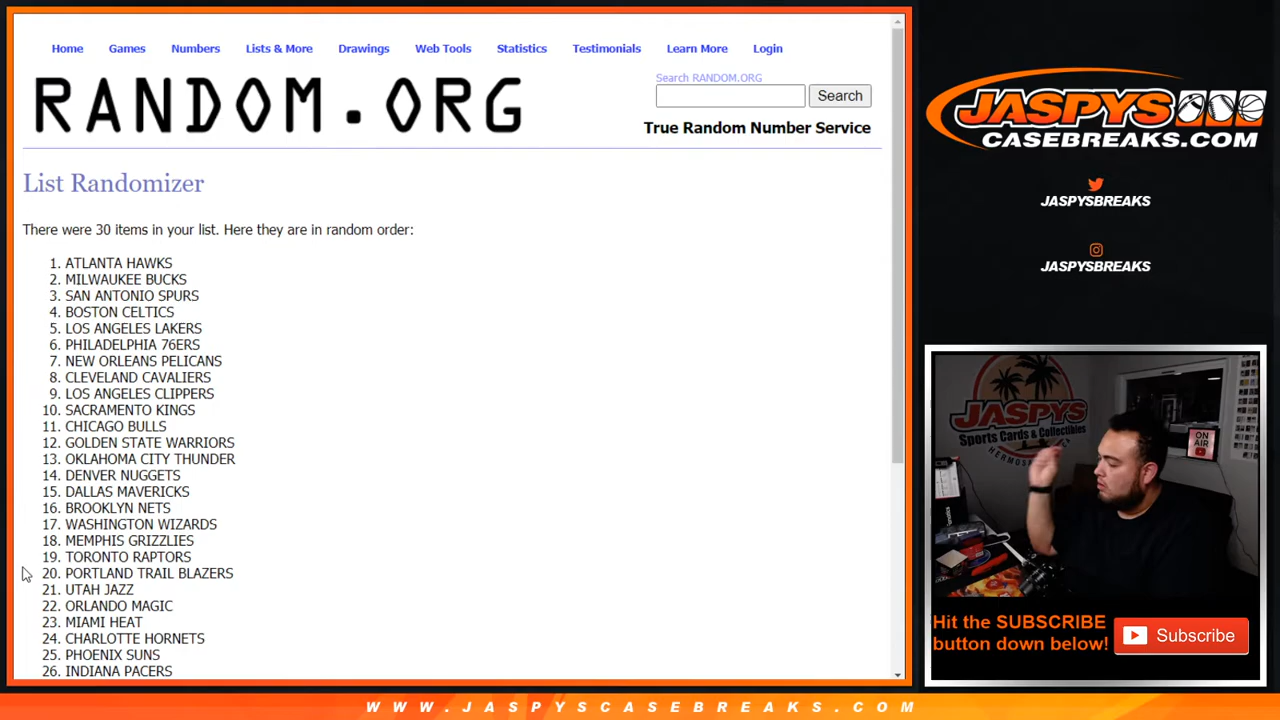 Home Games Numbers Lists & More Drawings Web Tools Statistics Testimonials Learn More Login
RANDOM.ORG
Search RANDOM.ORG
Search
True Random Number Service
List Randomizer
There were 30 items in your list. Here they are in random order:
1. ATLANTA HAWKS
2. MILWAUKEE BUCKS
3. SAN ANTONIO SPURS
4. BOSTON CELTICS
5. LOS ANGELES LAKERS
6. PHILADELPHIA 76ERS
7. NEW ORLEANS PELICANS
8. CLEVELAND CAVALIERS
9. LOS ANGELES CLIPPERS
10. SACRAMENTO KINGS
11. CHICAGO BULLS
12. GOLDEN STATE WARRIORS
13. OKLAHOMA CITY THUNDER
14. DENVER NUGGETS
15. DALLAS MAVERICKS
16. BROOKLYN NETS
17. WASHINGTON WIZARDS
18. MEMPHIS GRIZZLIES
19. TORONTO RAPTORS
20. PORTLAND TRAIL BLAZERS
21. UTAH JAZZ
22. ORLANDO MAGIC
23. MIAMI HEAT
24. CHARLOTTE HORNETS
25. PHOENIX SUNS
26. INDIANA PACERS
JASPYS
CASEBREAKS.COM
JASPYSBREAKS
JASPYSBREAKS
JASPYS
Sports Cards & Collectibles
ON
AIR
Hit the SUBSCRIBE
button down below!
Subscribe
WWW.JASPYSCASEBREAKS.COM